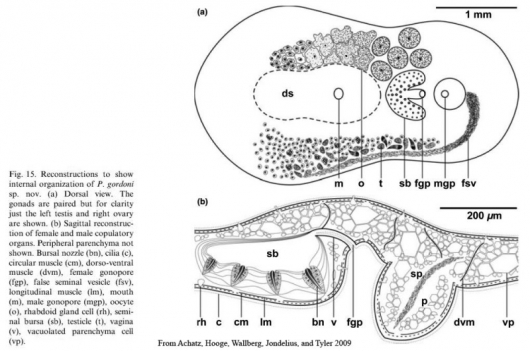 (a)
1 mm
ds
m o t sb fgp mgp fsv
Fig. 15. Reconstructions to show
internal organization of P. gordoni
sp. nov. (a) Dorsal view. The
gonads are paired but for clarity
just the left testis and right ovary
are shown. (b) Sagittal reconstruc-
tion of female and male copulatory
organs. Peripheral parenchyma not
shown. Bursal nozzle (bn), cilia (c),
circular muscle (cm), dorso-ventral
muscle (dvm), female gonopore
(fgp), false seminal vesicle (fsv),
longitudinal muscle (lm), mouth
(m), male gonopore (mgp), oocyte
(o), rhabdoid gland cell (rh), semi-
nal bursa (sb), testicle (t), vagina
(v), vacuolated parenchyma cell
(vp).
(b)
200 µm
sb
sp
p
rh c cm lm bn v fgp dvm vp
From Achatz, Hooge, Wallberg, Jondelius, and Tyler 2009